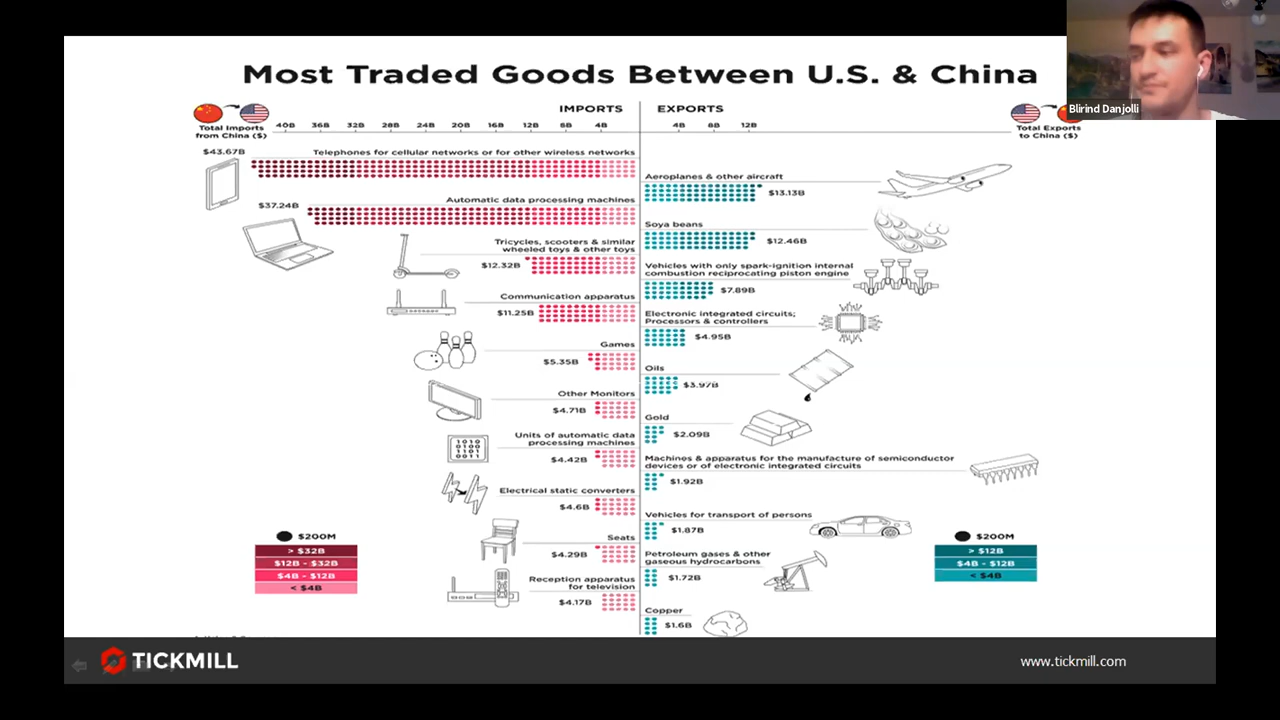 Most Traded Goods Between U.S. & China
Blirind Danjolli
IMPORTS
EXPORTS
Total Imports
from China ($)
40B 36B 32B 28B 24B 20B 16B 12B 8B 4B
4B 8B 12B
Total Exports
to China ($)
$43.67B
Telephones for cellular networks or for other wireless networks
$37.24B
Automatic data processing machines
Tricycles, scooters & similar
wheeled toys & other toys
$12.32B
Communication apparatus
$11.25B
Games
$5.35B
Other Monitors
$4.71B
Units of automatic data
processing machines
$4.42B
1010
0100
1101
0011
Electrical static converters
$4.6B
Seats
$4.29B
Reception apparatus
for television
$4.17B
Aeroplanes & other aircraft
$13.13B
Soya beans
$12.46B
Vehicles with only spark-ignition internal
combustion reciprocating piston engine
$7.89B
Electronic integrated circuits;
Processors & controllers
$4.95B
Oils
$3.97B
Gold
$2.09B
Machines & apparatus for the manufacture of semiconductor
devices or of electronic integrated circuits
$1.92B
Vehicles for transport of persons
$1.87B
Petroleum gases & other
gaseous hydrocarbons
$1.72B
Copper
$1.6B
$200M
> $32B
$12B - $32B
$4B - $12B
< $4B
$200M
> $12B
$4B - $12B
< $4B
TICKMILL
www.tickmill.com